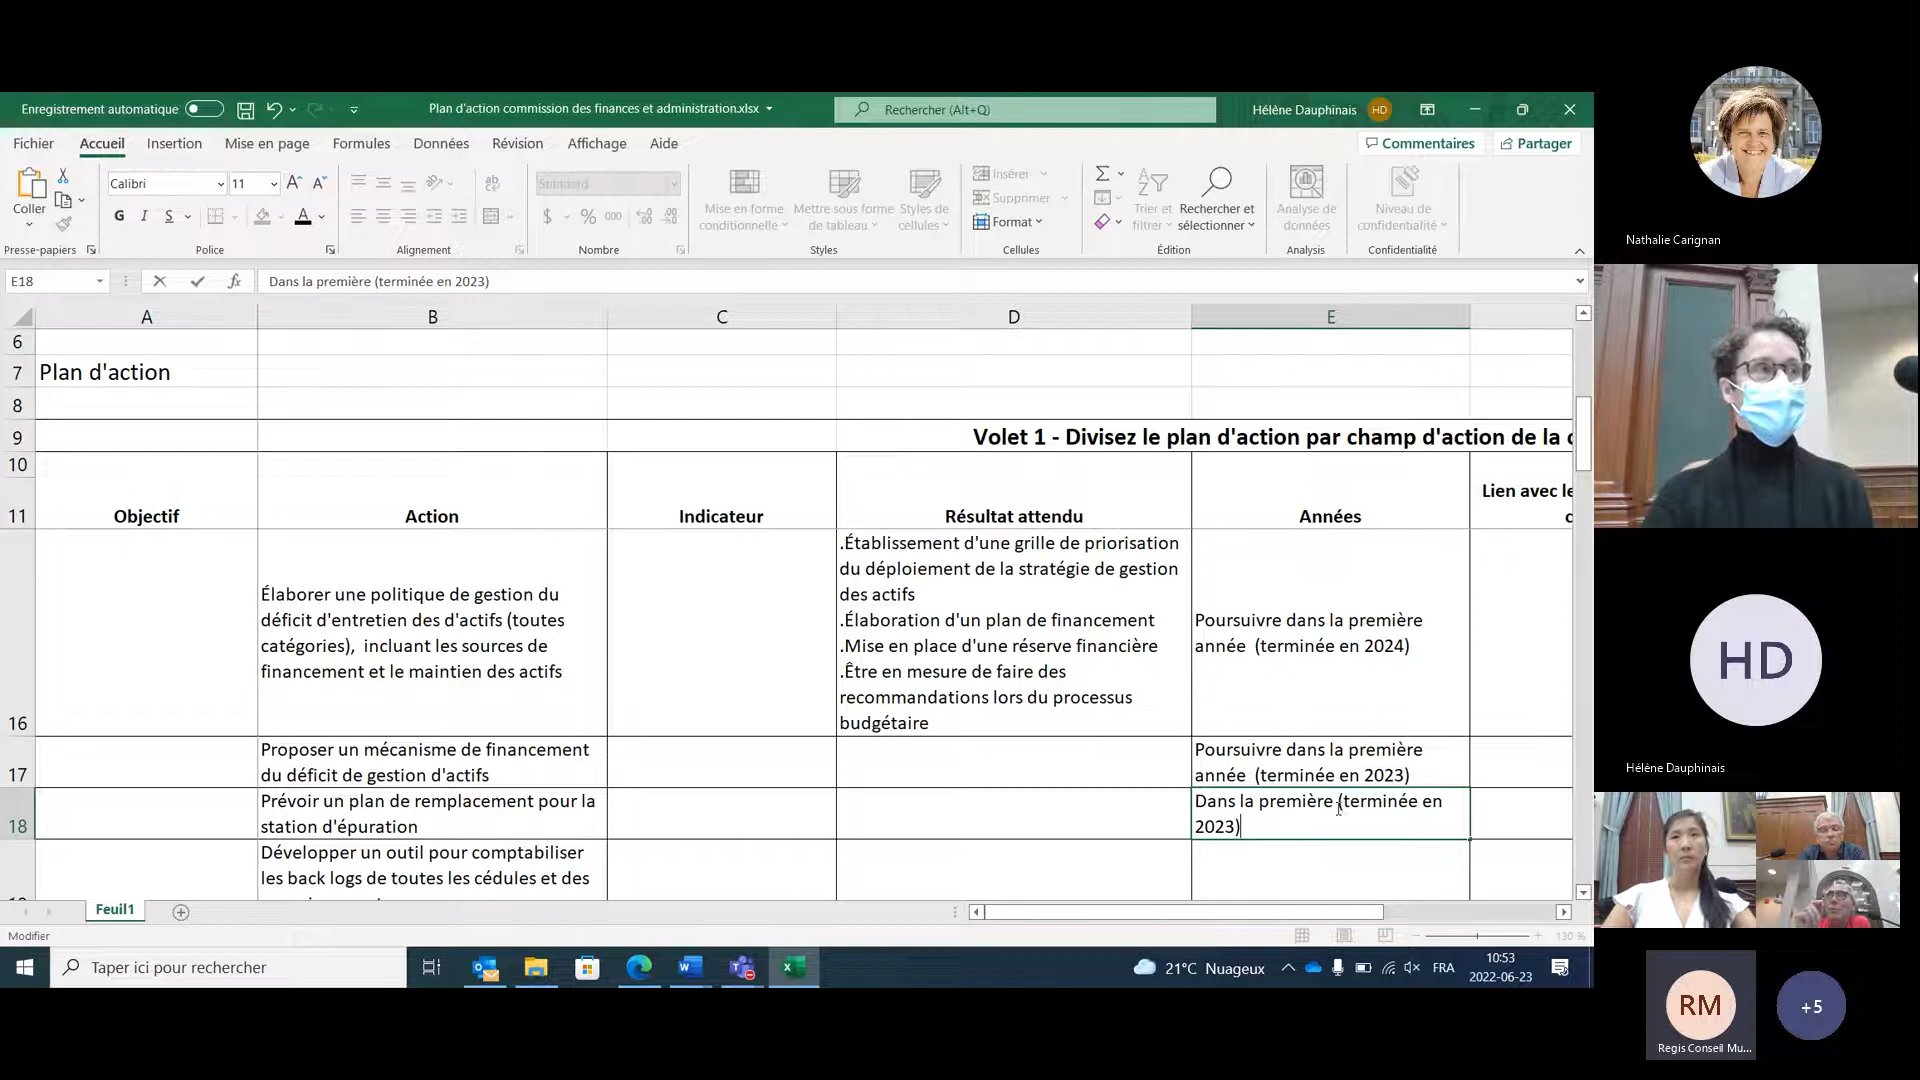 Enregistrement automatique
Plan d'action commission des finances et administration.xlsx
Rechercher (Alt+Q)
Hélène Dauphinais
HD
Fichier
Accueil
Insertion
Mise en page
Formules
Données
Révision
Affichage
Aide
Commentaires
Partager
Coller
Calibri
11
Standard
Mise en forme
conditionnelle
Mettre sous forme
de tableau
Styles de
cellules
Insérer
Supprimer
Format
Trier et
filtrer
Rechercher et
sélectionner
Analyse de
données
Niveau de
confidentialité
G I S
A
$ % 000
Presse-papiers
Police
Alignement
Nombre
Styles
Cellules
Édition
Analysis
Confidentialité
E18
fx
Dans la première (terminée en 2023)
A B C D E
6
7 Plan d'action
8
9 Volet 1 - Divisez le plan d'action par champ d'action de la
10
11
Objectif
Action
Indicateur
Résultat attendu
Années
Lien avec le
Élaborer une politique de gestion du
déficit d'entretien des d'actifs (toutes
catégories), incluant les sources de
financement et le maintien des actifs
.Établissement d'une grille de priorisation
du déploiement de la stratégie de gestion
des actifs
.Élaboration d'un plan de financement
.Mise en place d'une réserve financière
.Être en mesure de faire des
recommandations lors du processus
budgétaire
Poursuivre dans la première
année (terminée en 2024)
16
Proposer un mécanisme de financement
du déficit de gestion d'actifs
Poursuivre dans la première
année (terminée en 2023)
17
Prévoir un plan de remplacement pour la
station d'épuration
Dans la première (terminée en
2023)
18
Développer un outil pour comptabiliser
les back logs de toutes les cédules et des
Feuil1
Modifier
130 %
Taper ici pour rechercher
21°C Nuageux
FRA
10:53
2022-06-23
Nathalie Carignan
HD
Hélène Dauphinais
RM
Regis Conseil Mu...
+5